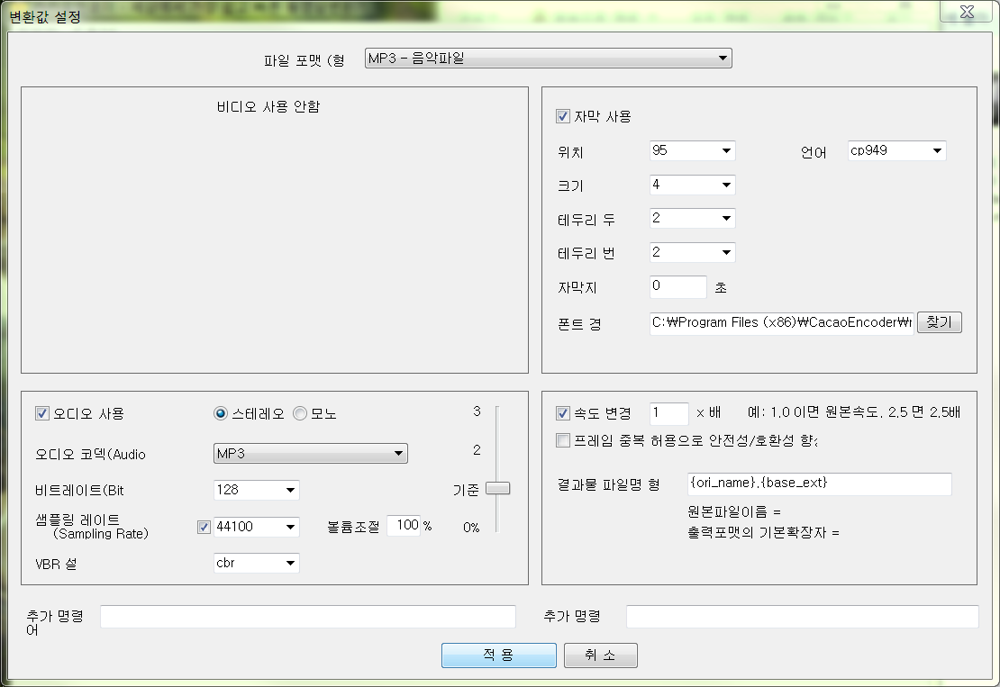 변환값 설정
파일 포맷 (형
MP3 - 음악파일
비디오 사용 안함
자막 사용
위치 95 언어 cp949
크기 4
테두리 두 2
테두리 번 2
자막지 0 초
폰트 경 C:₩Program Files (x86)₩CacaoEncoder₩r 찾기
오디오 사용 스테레오 모노
오디오 코덱(Audio MP3
비트레이트(Bit 128
샘플링 레이트
(Sampling Rate) 44100 볼륨조절 100 %
VBR 설 cbr
3
2
기준
0%
속도 변경 1 x 배 예: 1.0 이면 원본속도, 2.5 면 2.5배
프레임 중복 허용으로 안전성/호환성 향
결과물 파일명 형 {ori_name}.{base_ext}
원본파일이름 =
출력포맷의 기본확장자 =
추가 명령
어
추가 명령
적 용 취 소